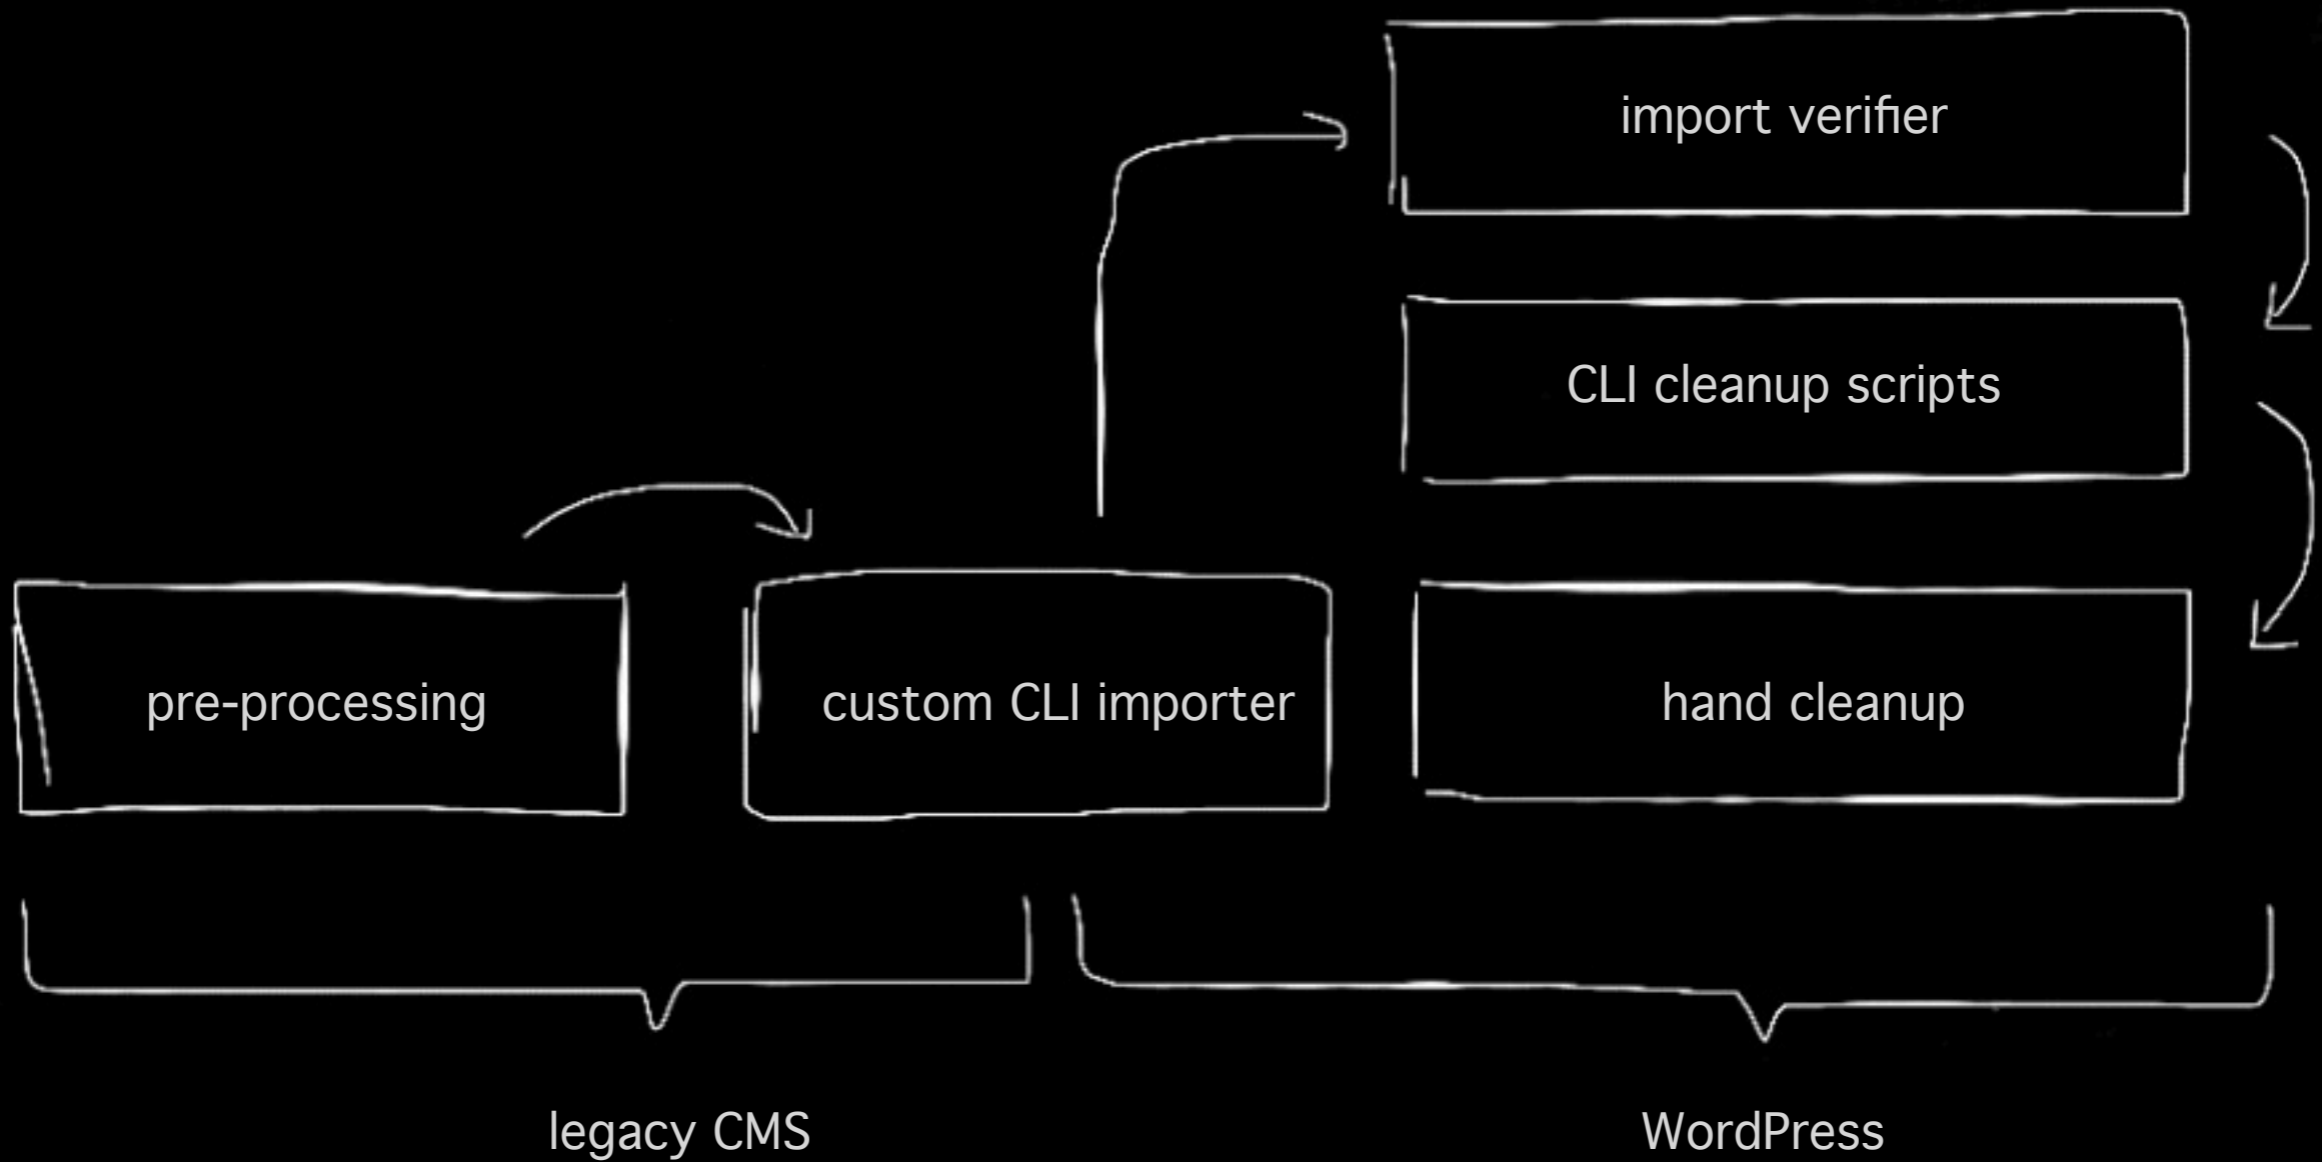 import verifier
CLI cleanup scripts
pre-processing
custom CLI importer
hand cleanup
legacy CMS
WordPress